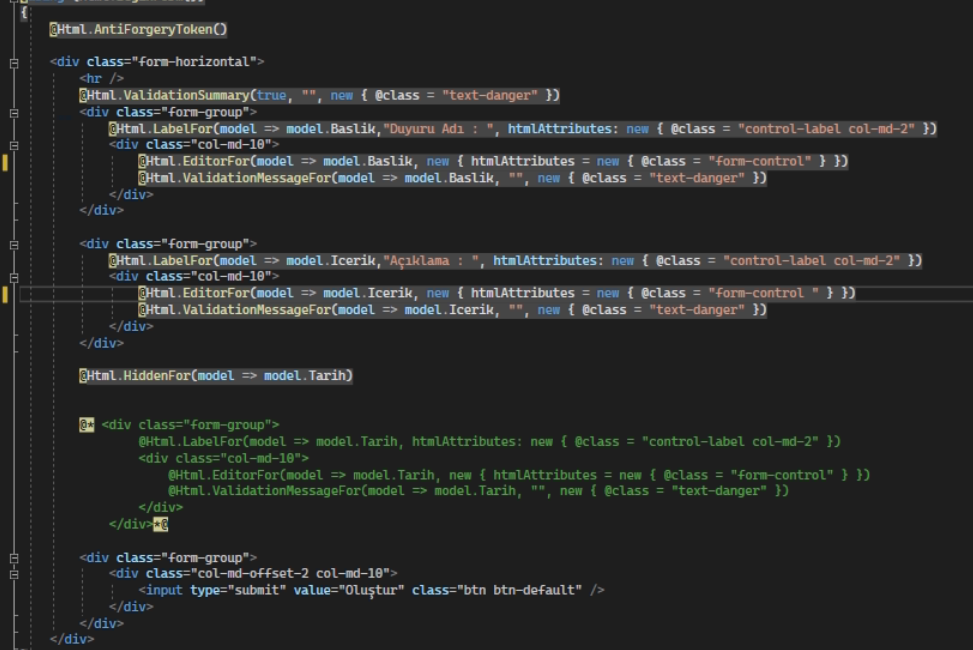 {
@Html.AntiForgeryToken()
<div class="form-horizontal">
<hr />
@Html.ValidationSummary(true, "", new { @class = "text-danger" })
<div class="form-group">
@Html.LabelFor(model => model.Baslik,"Duyuru Adı : ", htmlAttributes: new { @class = "control-label col-md-2" })
<div class="col-md-10">
@Html.EditorFor(model => model.Baslik, new { htmlAttributes = new { @class = "form-control" } })
@Html.ValidationMessageFor(model => model.Baslik, "", new { @class = "text-danger" })
</div>
</div>
<div class="form-group">
@Html.LabelFor(model => model.Icerik,"Açıklama : ", htmlAttributes: new { @class = "control-label col-md-2" })
<div class="col-md-10">
@Html.EditorFor(model => model.Icerik, new { htmlAttributes = new { @class = "form-control " } })
@Html.ValidationMessageFor(model => model.Icerik, "", new { @class = "text-danger" })
</div>
</div>
@Html.HiddenFor(model => model.Tarih)
@* <div class="form-group">
@Html.LabelFor(model => model.Tarih, htmlAttributes: new { @class = "control-label col-md-2" })
<div class="col-md-10">
@Html.EditorFor(model => model.Tarih, new { htmlAttributes = new { @class = "form-control" } })
@Html.ValidationMessageFor(model => model.Tarih, "", new { @class = "text-danger" })
</div>
</div>*@
<div class="form-group">
<div class="col-md-offset-2 col-md-10">
<input type="submit" value="Oluştur" class="btn btn-default" />
</div>
</div>
</div>